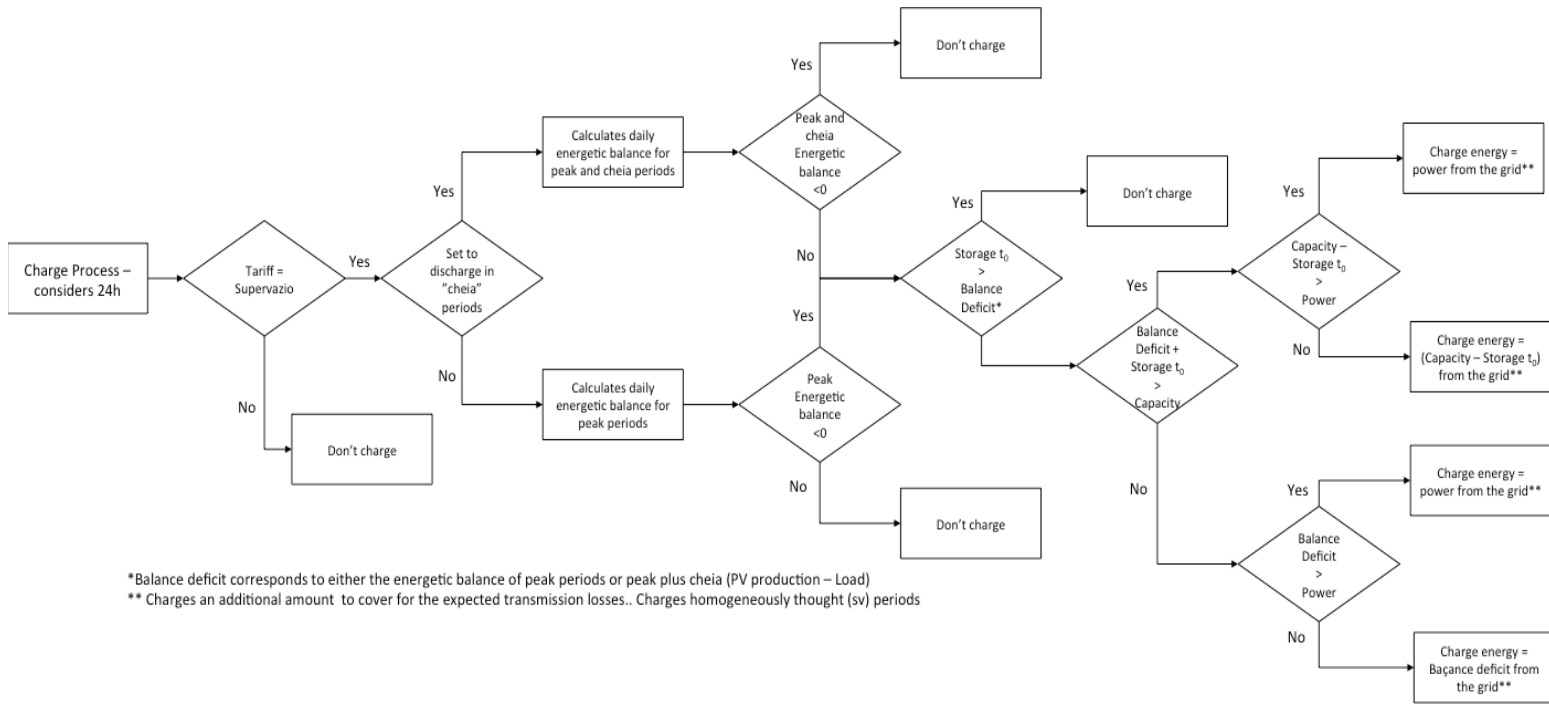 Charge Process –
considers 24h
Tariff =
Supervazio
Yes
No
Don't charge
Set to
discharge in
"cheia"
periods
Yes
No
Calculates daily
energetic balance for
peak and cheia periods
Calculates daily
energetic balance for
peak periods
Peak and
cheia
Energetic
balance
<0
Yes
No
Don't charge
Peak
Energetic
balance
<0
Yes
No
Don't charge
Storage t0
>
Balance
Deficit*
Yes
Don't charge
Balance
Deficit +
Storage t0
>
Capacity
Yes
No
Capacity –
Storage t0
>
Power
Yes
No
Charge energy =
power from the grid**
Charge energy =
(Capacity – Storage t0)
from the grid**
Balance
Deficit
>
Power
Yes
No
Charge energy =
power from the grid**
Charge energy =
Baçance deficit from
the grid**
*Balance deficit corresponds to either the energetic balance of peak periods or peak plus cheia (PV production – Load)
** Charges an additional amount to cover for the expected transmission losses.. Charges homogeneously thought (sv) periods